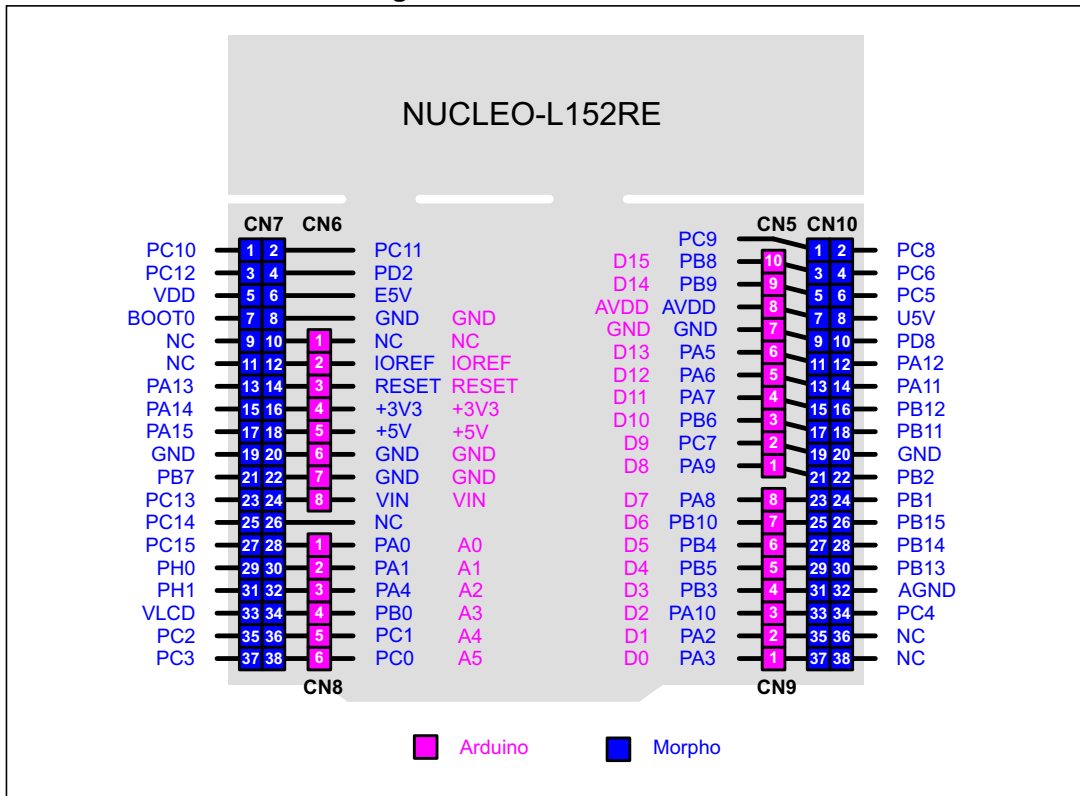 NUCLEO-L152RE
CN7 CN6 CN5 CN10
PC9
PC10 1 2 PC11 1 2 PC8
PC12 3 4 PD2 D15 PB8 10 3 4 PC6
VDD 5 6 E5V D14 PB9 9 5 6 PC5
BOOT0 7 8 GND GND AVDD AVDD 8 7 8 U5V
NC 9 10 1 NC NC GND GND 7 9 10 PD8
NC 11 12 2 IOREF IOREF D13 PA5 6 11 12 PA12
PA13 13 14 3 RESET RESET D12 PA6 5 13 14 PA11
PA14 15 16 4 +3V3 +3V3 D11 PA7 4 15 16 PB12
PA15 17 18 5 +5V +5V D10 PB6 3 17 18 PB11
GND 19 20 6 GND GND D9 PC7 2 19 20 GND
PB7 21 22 7 GND GND D8 PA9 1 21 22 PB2
PC13 23 24 8 VIN VIN D7 PA8 8 23 24 PB1
PC14 25 26 NC D6 PB10 7 25 26 PB15
PC15 27 28 1 PA0 A0 D5 PB4 6 27 28 PB14
PH0 29 30 2 PA1 A1 D4 PB5 5 29 30 PB13
PH1 31 32 3 PA4 A2 D3 PB3 4 31 32 AGND
VLCD 33 34 4 PB0 A3 D2 PA10 3 33 34 PC4
PC2 35 36 5 PC1 A4 D1 PA2 2 35 36 NC
PC3 37 38 6 PC0 A5 D0 PA3 1 37 38 NC
CN8 CN9
Arduino Morpho